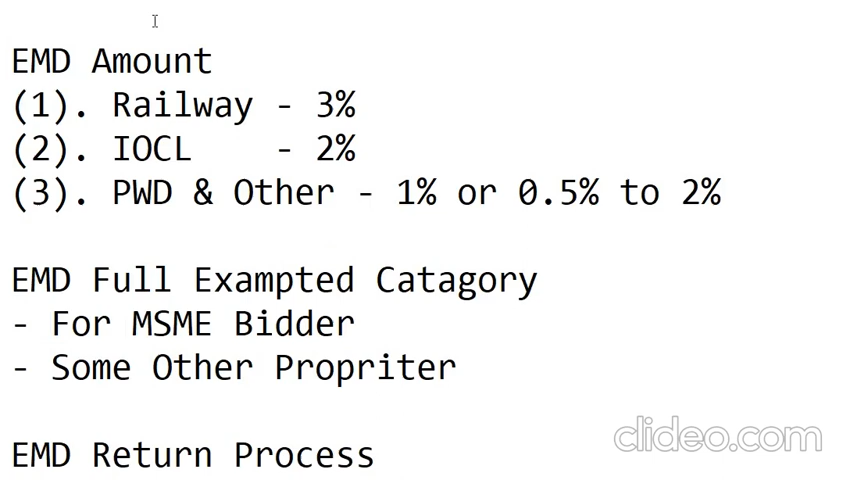 EMD Amount
(1). Railway - 3%
(2). IOCL    - 2%
(3). PWD & Other - 1% or 0.5% to 2%
EMD Full Exampted Catagory
- For MSME Bidder
- Some Other Propriter
EMD Return Process
clideo.com